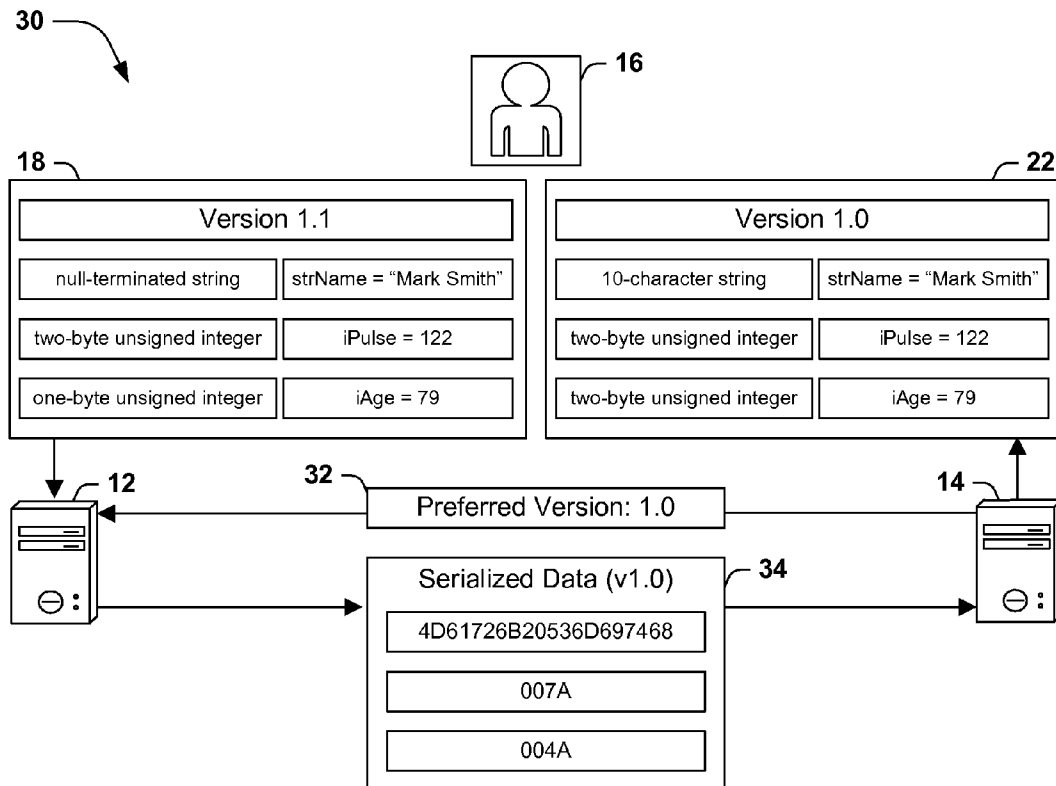 30
16
18
22
Version 1.1
null-terminated string
strName = “Mark Smith”
two-byte unsigned integer
iPulse = 122
one-byte unsigned integer
iAge = 79
Version 1.0
10-character string
strName = “Mark Smith”
two-byte unsigned integer
iPulse = 122
two-byte unsigned integer
iAge = 79
12
32
Preferred Version: 1.0
14
Serialized Data (v1.0)
34
4D61726B20536D697468
007A
004A